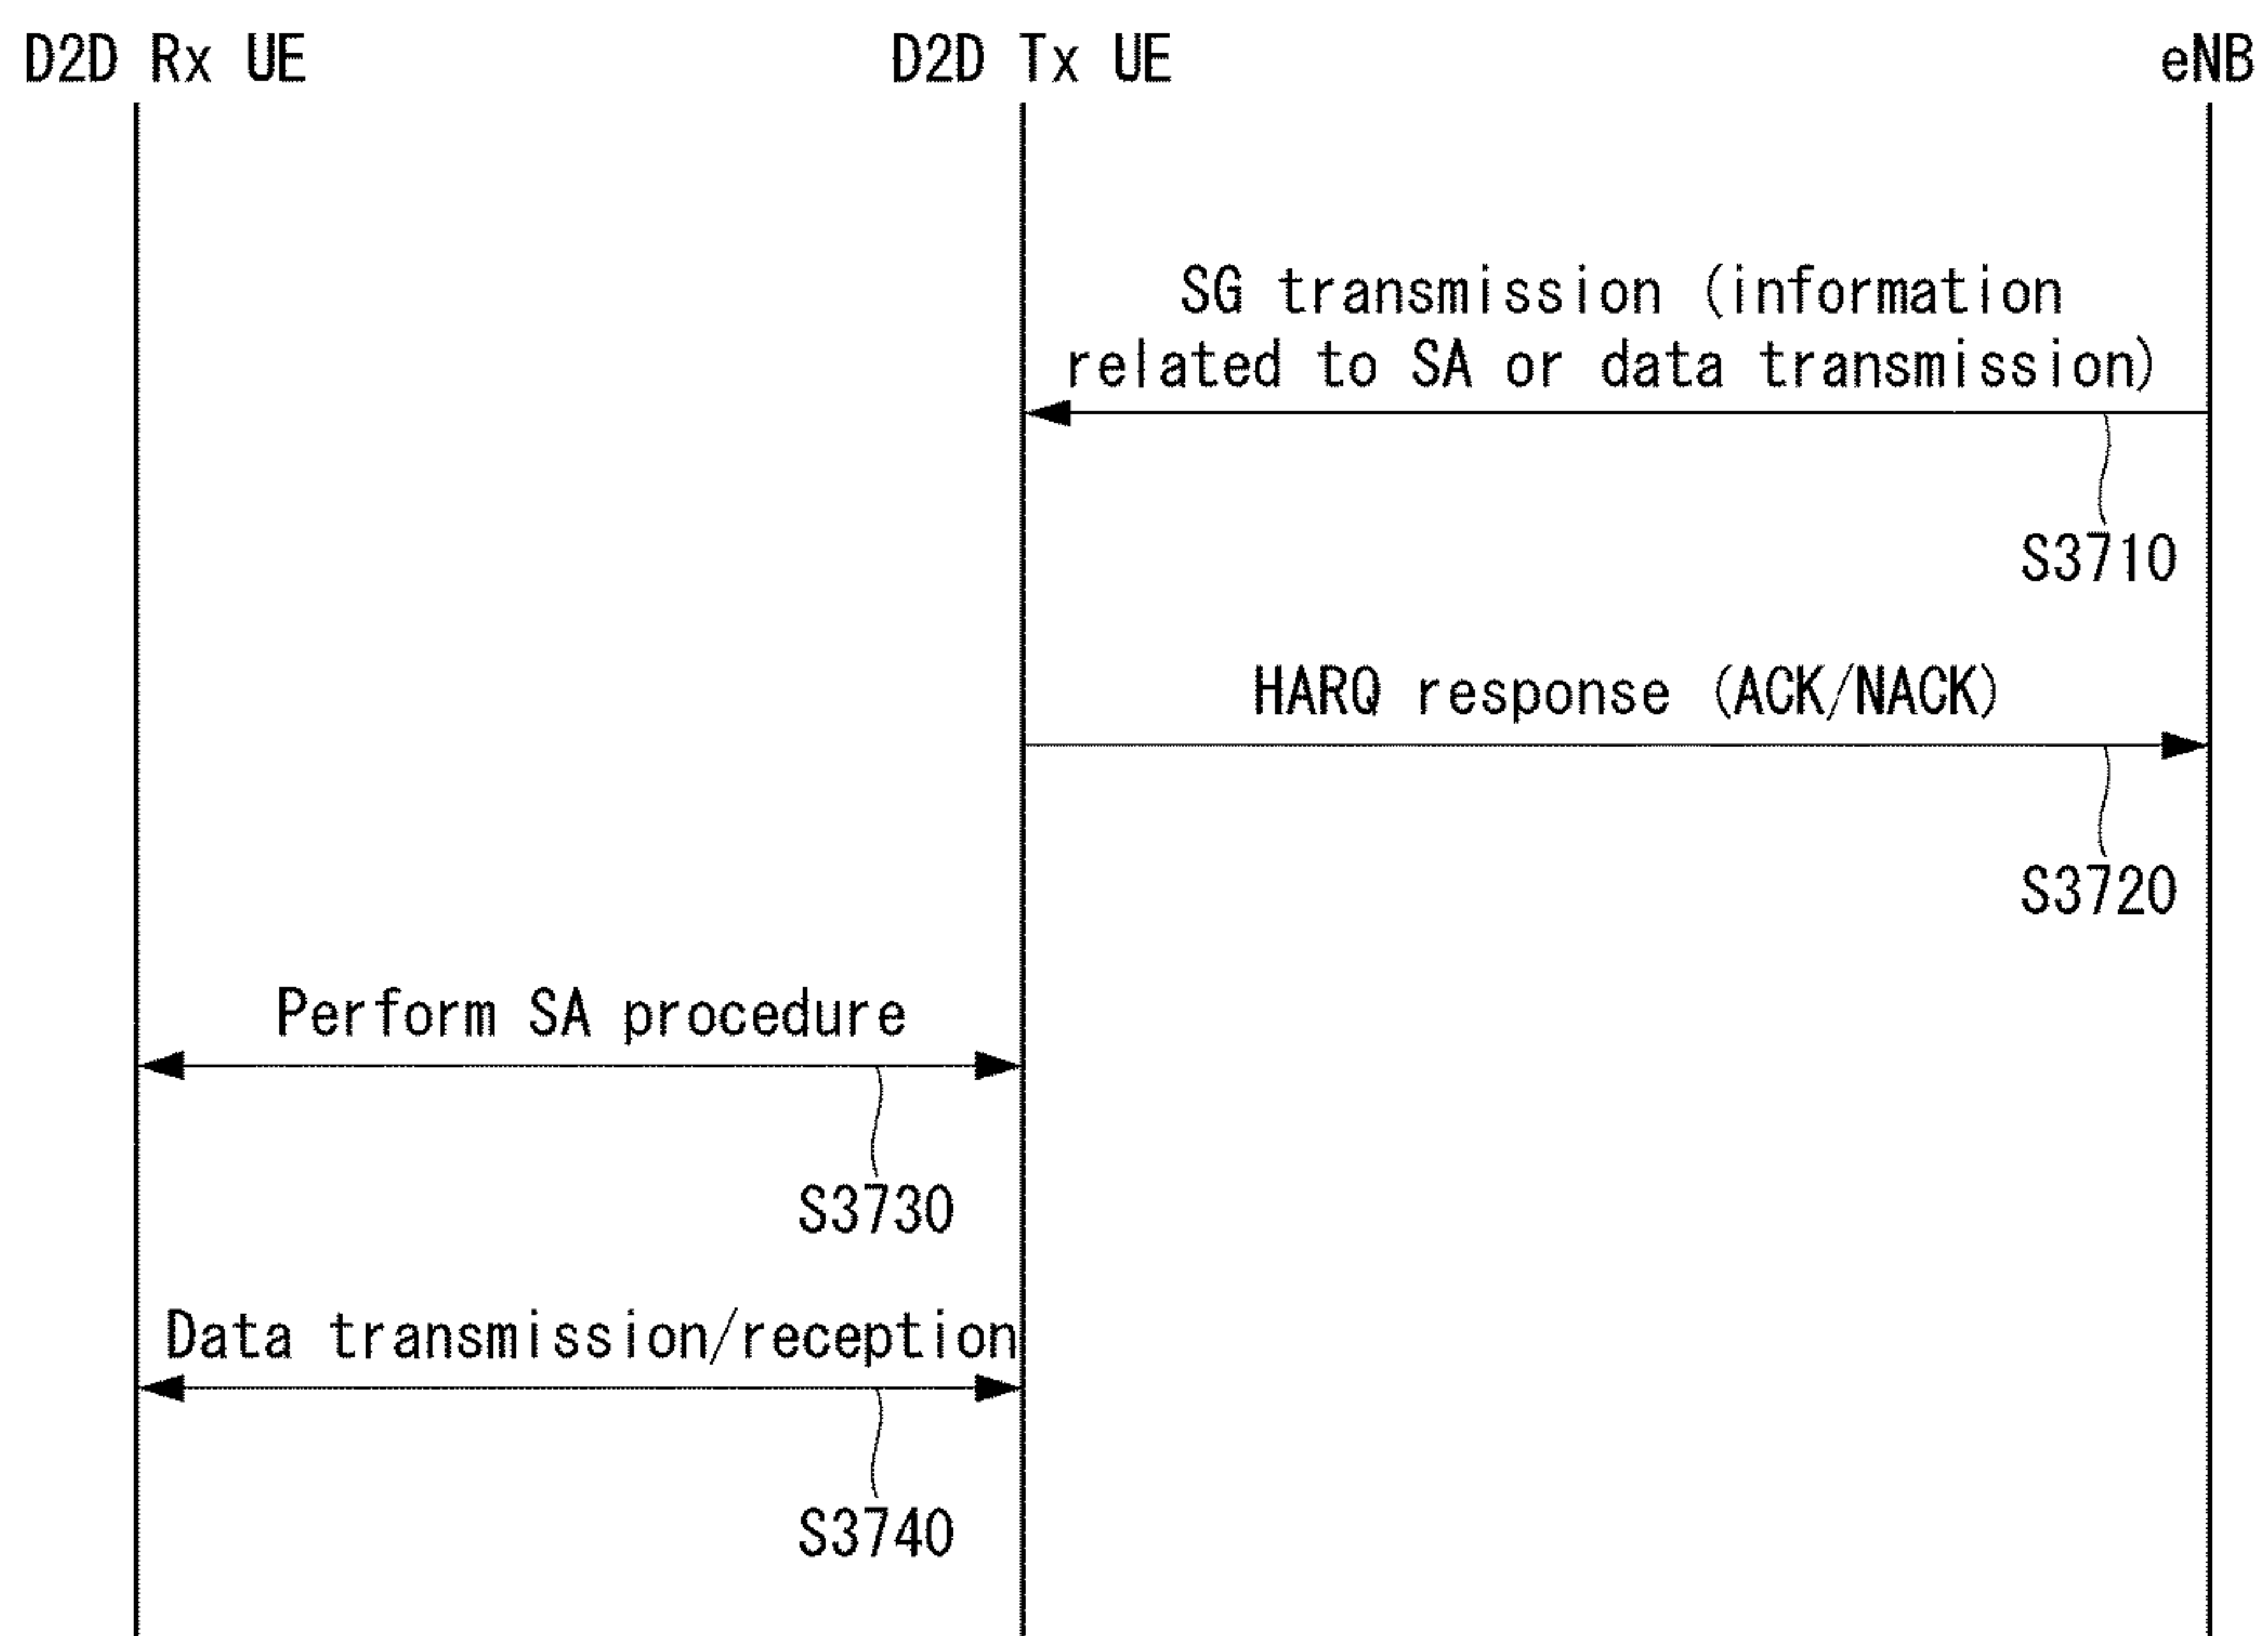 D2D Rx UE
D2D Tx UE
eNB
SG transmission (information
related to SA or data transmission)
S3710
HARQ response (ACK/NACK)
S3720
Perform SA procedure
S3730
Data transmission/reception
S3740